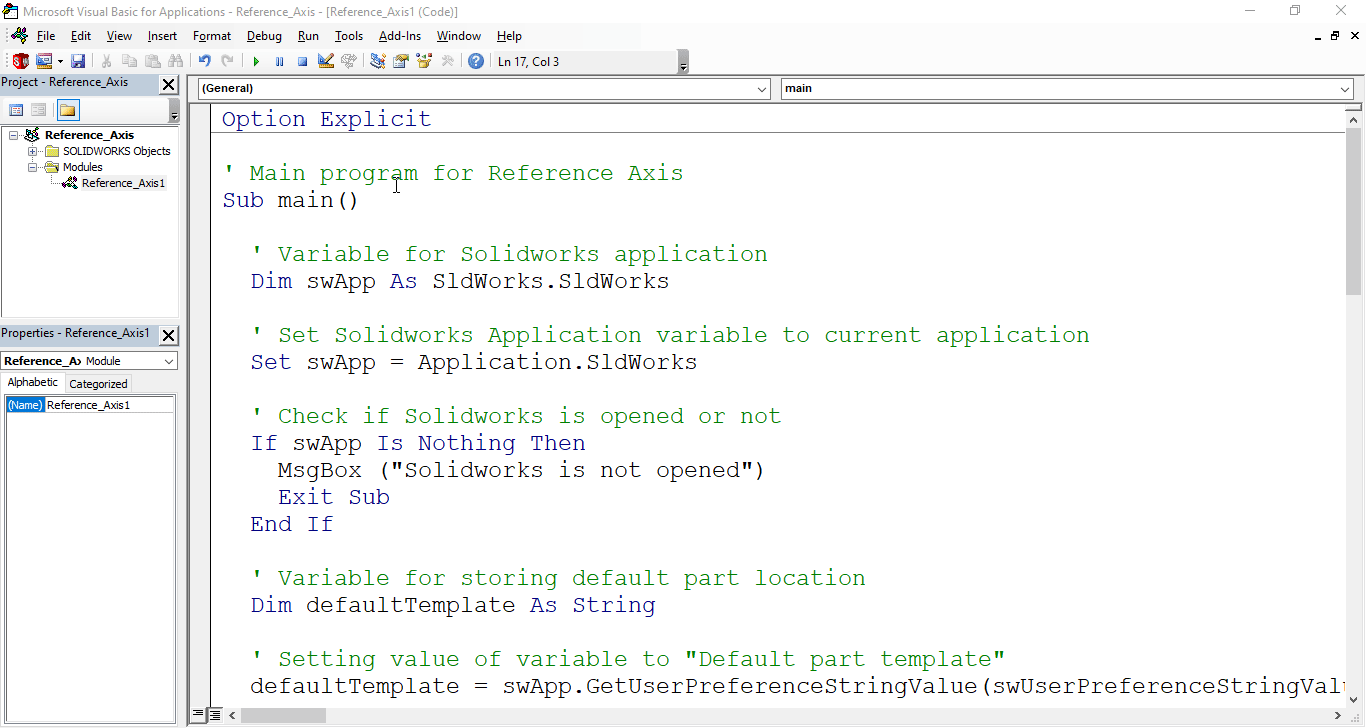 Microsoft Visual Basic for Applications - Reference_Axis - [Reference_Axis1 (Code)]
File Edit View Insert Format Debug Run Tools Add-Ins Window Help
Ln 17, Col 3
Project - Reference_Axis
Reference_Axis
SOLIDWORKS Objects
Modules
Reference_Axis1
Properties - Reference_Axis1
Reference_A Module
Alphabetic Categorized
(Name) Reference_Axis1
(General) main
Option Explicit
' Main program for Reference Axis
Sub main()
' Variable for Solidworks application
Dim swApp As SldWorks.SldWorks
' Set Solidworks Application variable to current application
Set swApp = Application.SldWorks
' Check if Solidworks is opened or not
If swApp Is Nothing Then
MsgBox ("Solidworks is not opened")
Exit Sub
End If
' Variable for storing default part location
Dim defaultTemplate As String
' Setting value of variable to "Default part template"
defaultTemplate = swApp.GetUserPreferenceStringValue(swUserPreferenceStringVal